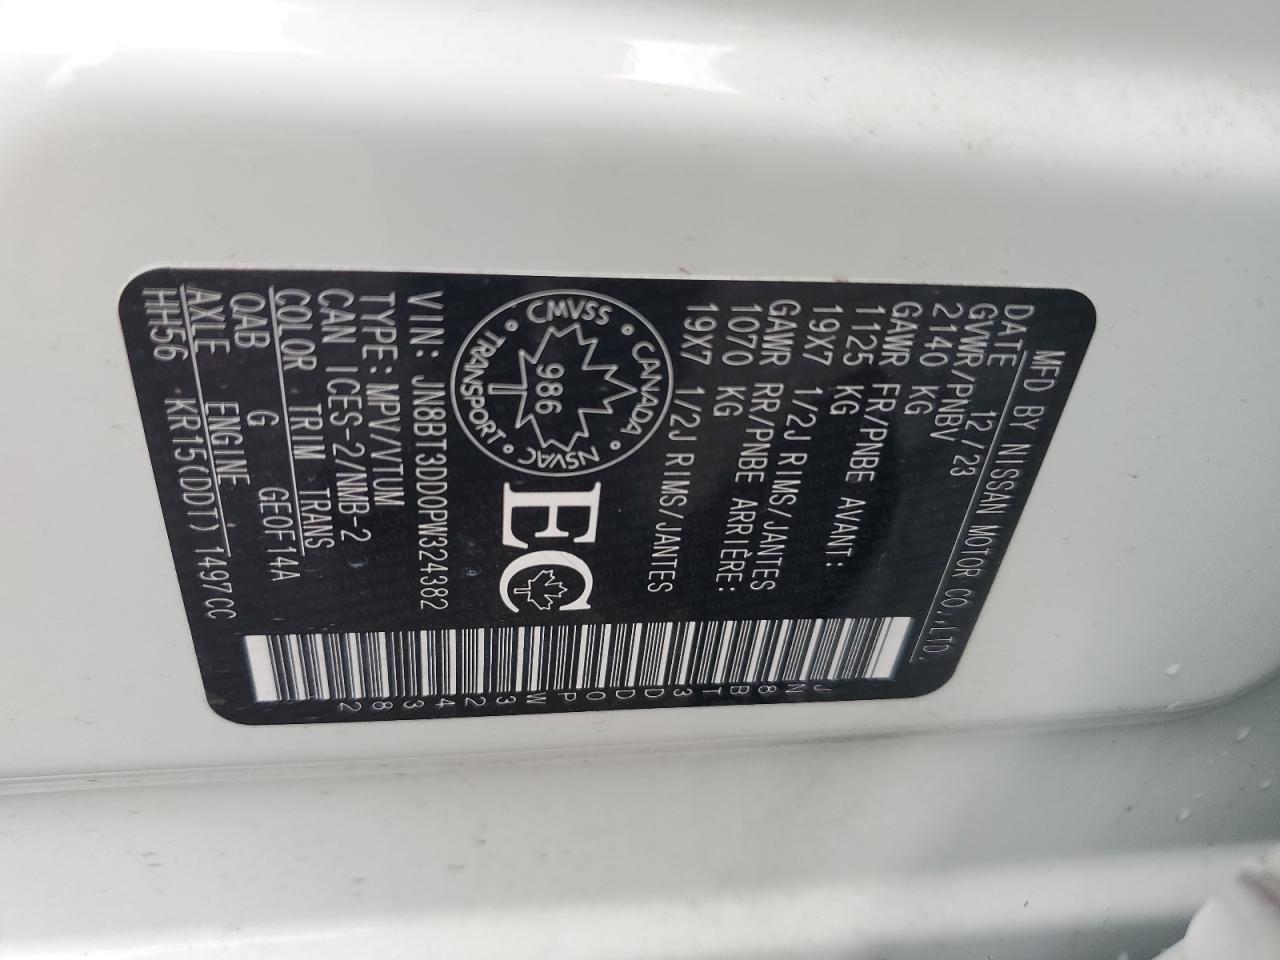 MFD BY NISSAN MOTOR CO.,LTD.
DATE 12/23
GVWR/PNBV
2140 KG
GAWR FR/PNBE AVANT:
1125 KG
19X7 1/2J RIMS/JANTES
GAWR RR/PNBE ARRIÈRE:
1070 KG
19X7 1/2J RIMS/JANTES
CANADA • NSVAC • TRANSPORT • CMVSS •
986
EC
VIN: JN8BT3DD0PW324382
TYPE:MPV/VTUM
CAN ICES-2/NMB-2
COLOR TRIM TRANS
QAB G GE0F14A
AXLE ENGINE
HH56 KR15(DDT) 1497CC
JN8BT3DD0PW324382